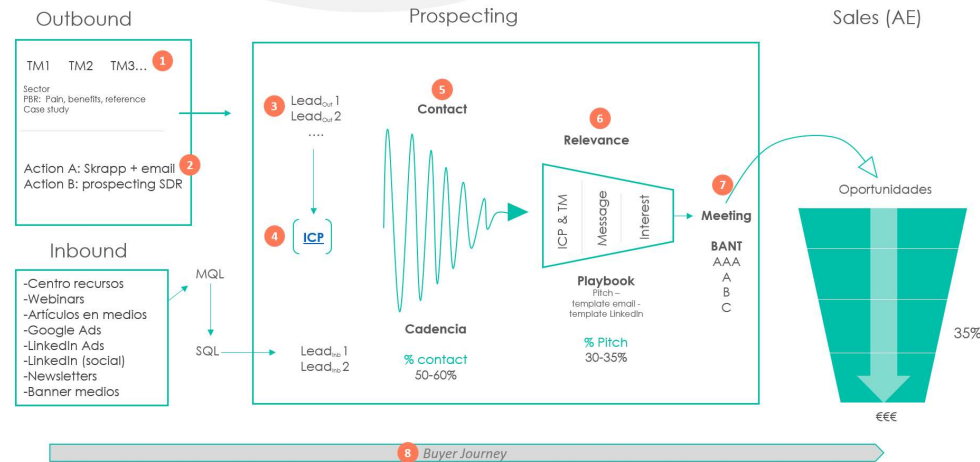 Outbound
TM1 TM2 TM3... 1
Sector
PBR: Pain, benefits, reference
Case study
Action A: Skrapp + email 2
Action B: prospecting SDR
Inbound
-Centro recursos
-Webinars
-Artículos en medios
-Google Ads
-LinkedIn Ads
-LinkedIn (social)
-Newsletters
-Banner medios
MQL
SQL
Prospecting
3 Lead Out 1
Lead Out 2
....
4 ICP
Lead Inb 1
Lead Inb 2
5
Contact
Cadencia
% contact
50-60%
6
Relevance
ICP & TM
Message
Interest
Playbook
Pitch –
template email -
template LinkedIn
% Pitch
30-35%
7
Meeting
BANT
AAA
A
B
C
Sales (AE)
Oportunidades
35%
€€€
8 Buyer Journey